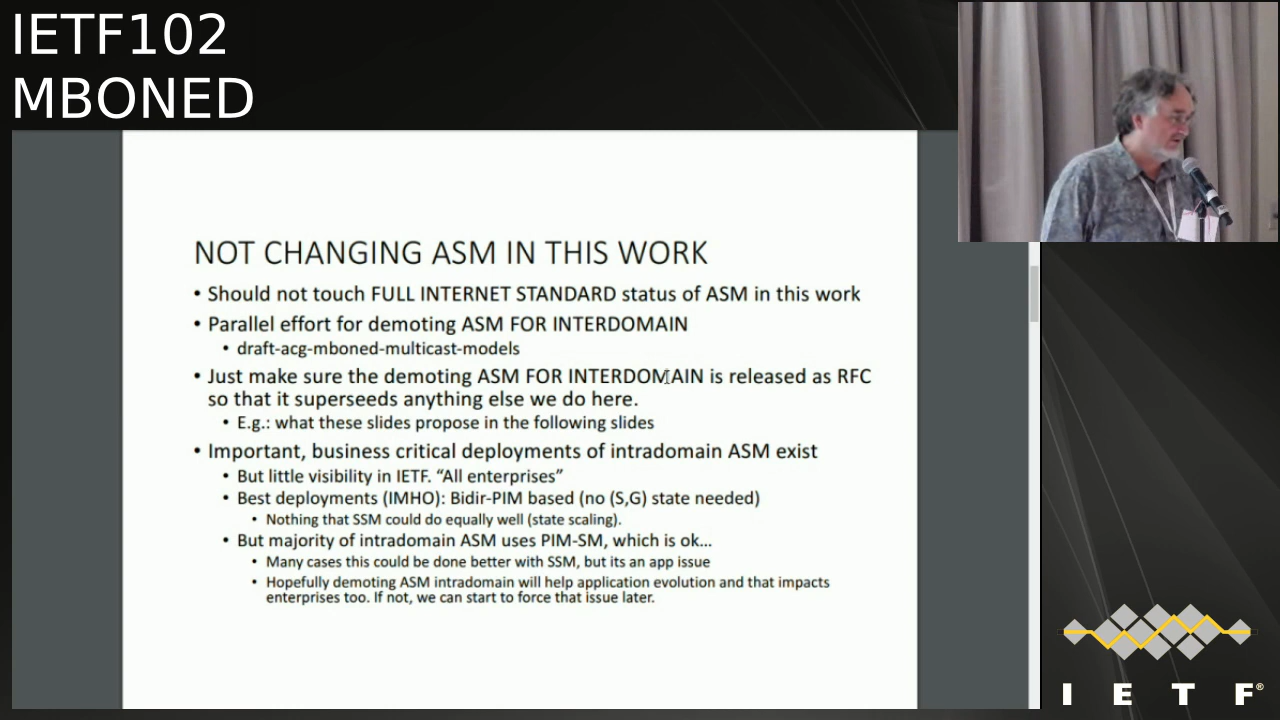 IETF102
MBONED
NOT CHANGING ASM IN THIS WORK
• Should not touch FULL INTERNET STANDARD status of ASM in this work
• Parallel effort for demoting ASM FOR INTERDOMAIN
• draft-acg-mboned-multicast-models
• Just make sure the demoting ASM FOR INTERDOMAIN is released as RFC
so that it superseeds anything else we do here.
• E.g.: what these slides propose in the following slides
• Important, business critical deployments of intradomain ASM exist
• But little visibility in IETF. “All enterprises”
• Best deployments (IMHO): Bidir-PIM based (no (S,G) state needed)
• Nothing that SSM could do equally well (state scaling).
• But majority of intradomain ASM uses PIM-SM, which is ok…
• Many cases this could be done better with SSM, but its an app issue
• Hopefully demoting ASM intradomain will help application evolution and that impacts
enterprises too. If not, we can start to force that issue later.
I E T F®